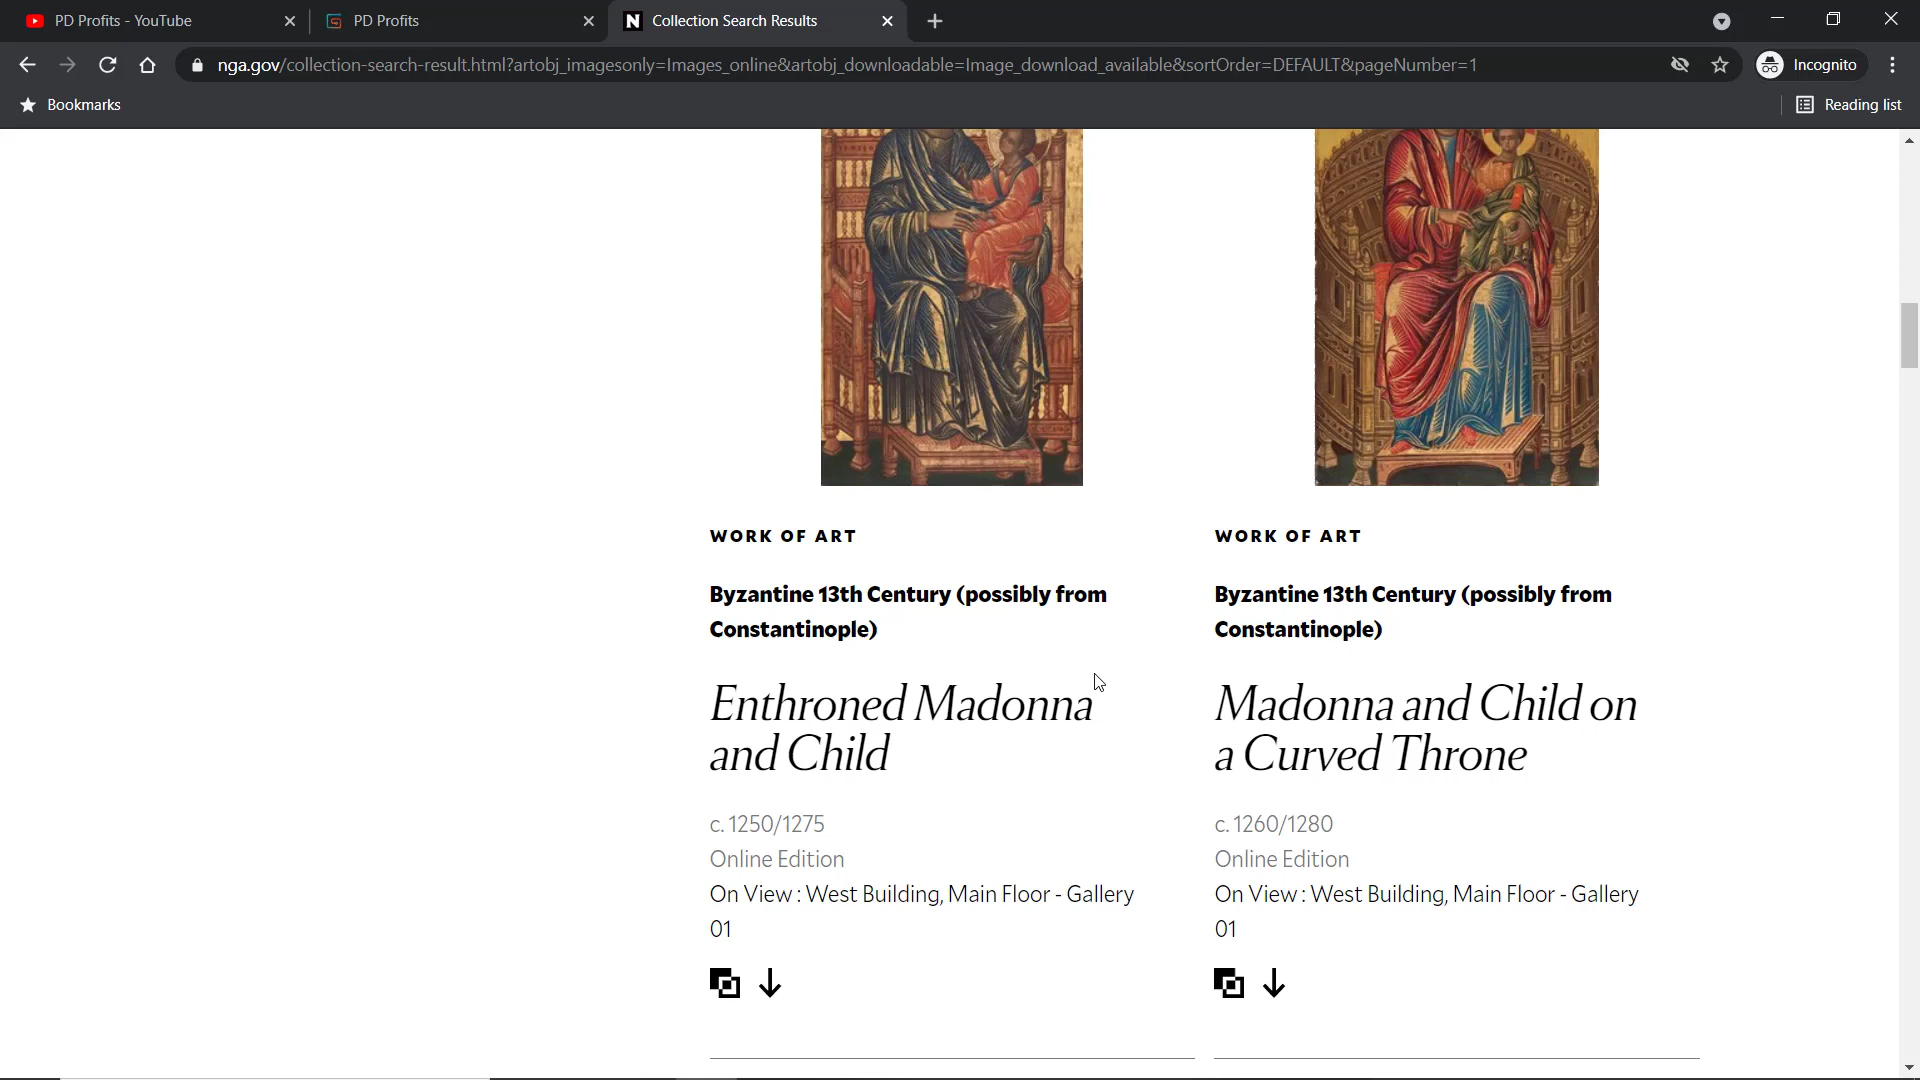 PD Profits - YouTube
PD Profits
Collection Search Results
nga.gov/collection-search-result.html?artobj_imagesonly=Images_online&artobj_downloadable=Image_download_available&sortOrder=DEFAULT&pageNumber=1
Incognito
Bookmarks
Reading list
WORK OF ART
Byzantine 13th Century (possibly from
Constantinople)
Enthroned Madonna
and Child
c. 1250/1275
Online Edition
On View : West Building, Main Floor - Gallery
01
WORK OF ART
Byzantine 13th Century (possibly from
Constantinople)
Madonna and Child on
a Curved Throne
c. 1260/1280
Online Edition
On View : West Building, Main Floor - Gallery
01